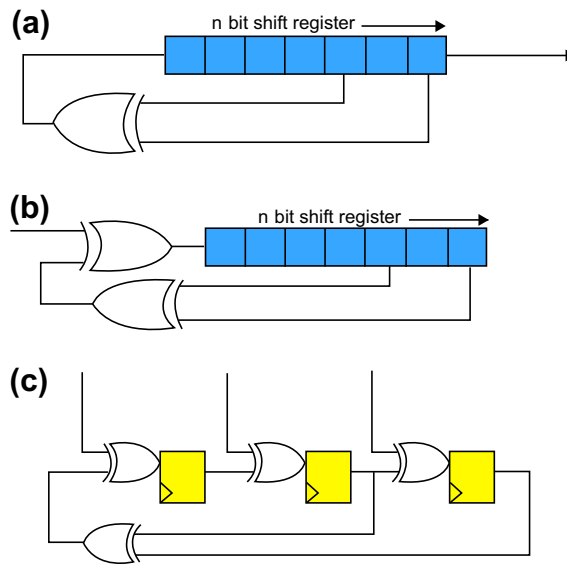 (a)
n bit shift register
(b)
n bit shift register
(c)